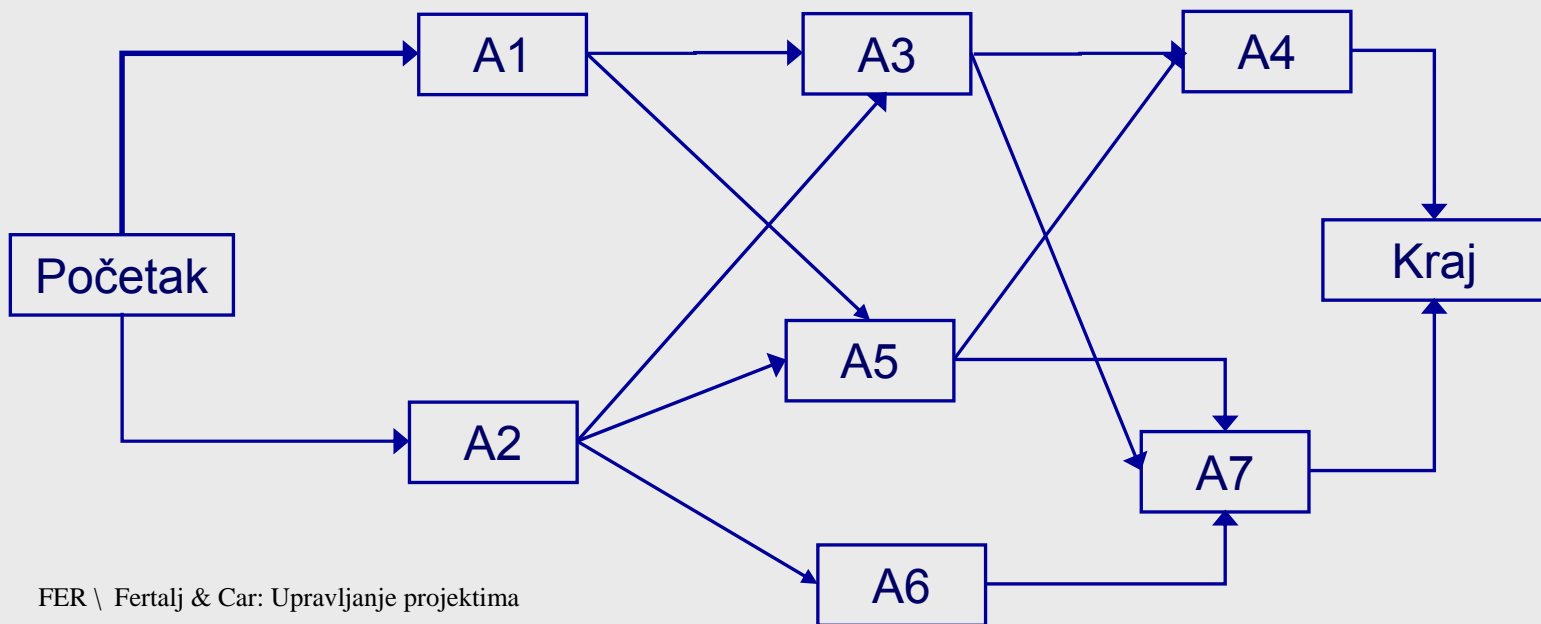 A1
A3
A4
Početak
Kraj
A5
A2
A7
A6
FER \ Fertalj & Car: Upravljanje projektima